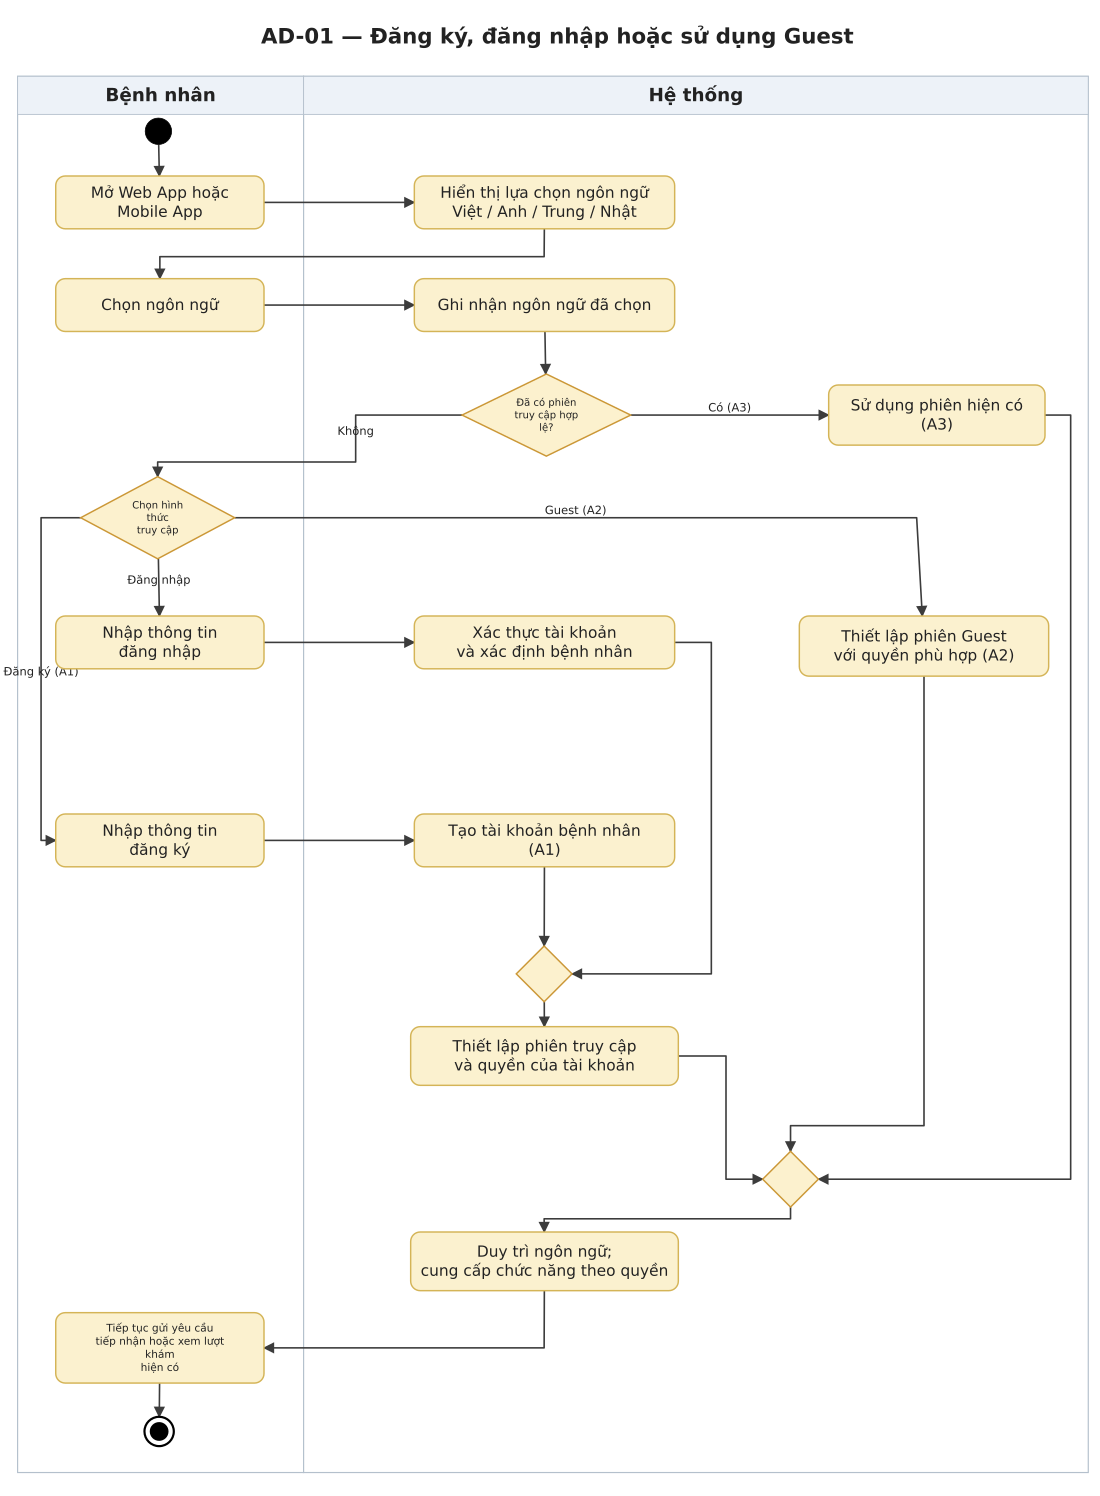 AD-01 — Đăng ký, đăng nhập hoặc sử dụng Guest
Bệnh nhân
Hệ thống
Mở Web App hoặc
Mobile App
Hiển thị lựa chọn ngôn ngữ
Việt / Anh / Trung / Nhật
Chọn ngôn ngữ
Ghi nhận ngôn ngữ đã chọn
Đã có phiên
truy cập hợp
lệ?
Có (A3)
Sử dụng phiên hiện có
(A3)
Không
Chọn hình
thức
truy cập
Guest (A2)
Đăng nhập
Nhập thông tin
đăng nhập
Xác thực tài khoản
và xác định bệnh nhân
Thiết lập phiên Guest
với quyền phù hợp (A2)
Đăng ký (A1)
Nhập thông tin
đăng ký
Tạo tài khoản bệnh nhân
(A1)
Thiết lập phiên truy cập
và quyền của tài khoản
Duy trì ngôn ngữ;
cung cấp chức năng theo quyền
Tiếp tục gửi yêu cầu
tiếp nhận hoặc xem lượt
khám
hiện có